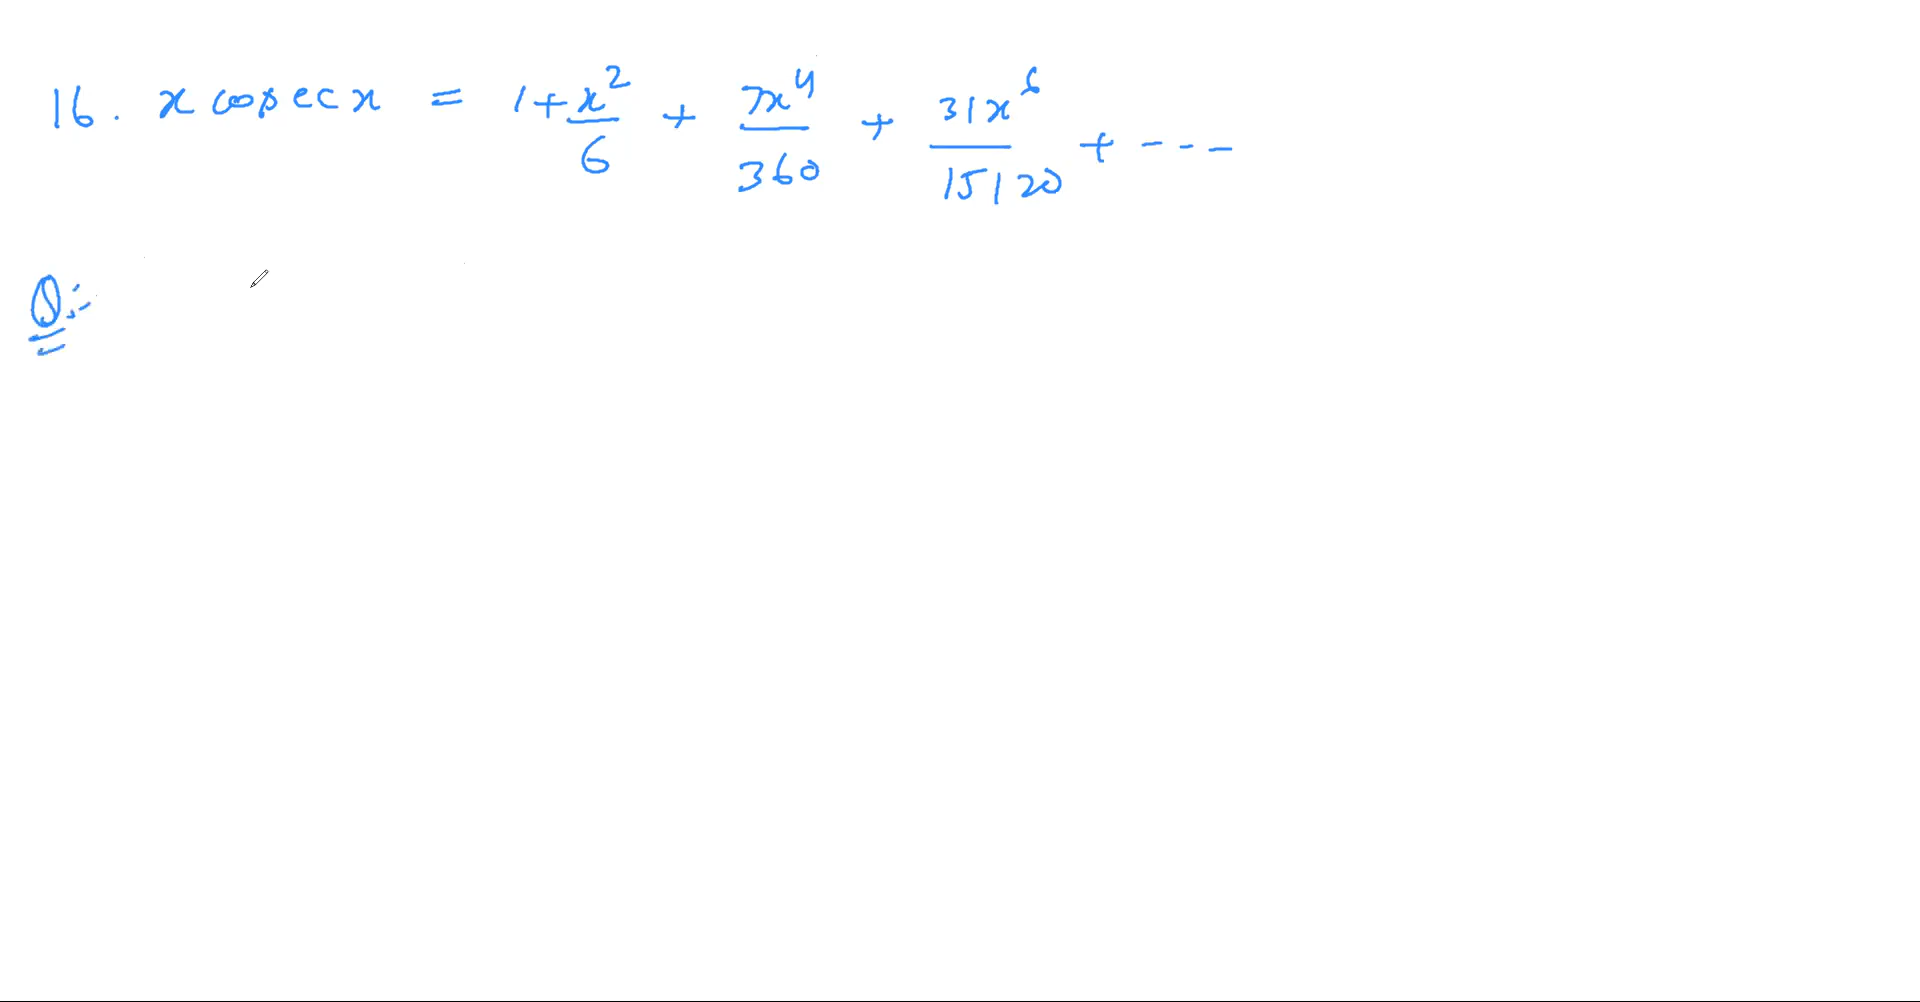 16. x cosec x = 1 + x²/6 + 7x⁴/360 + 31x⁶/15120 + ----
Q:-